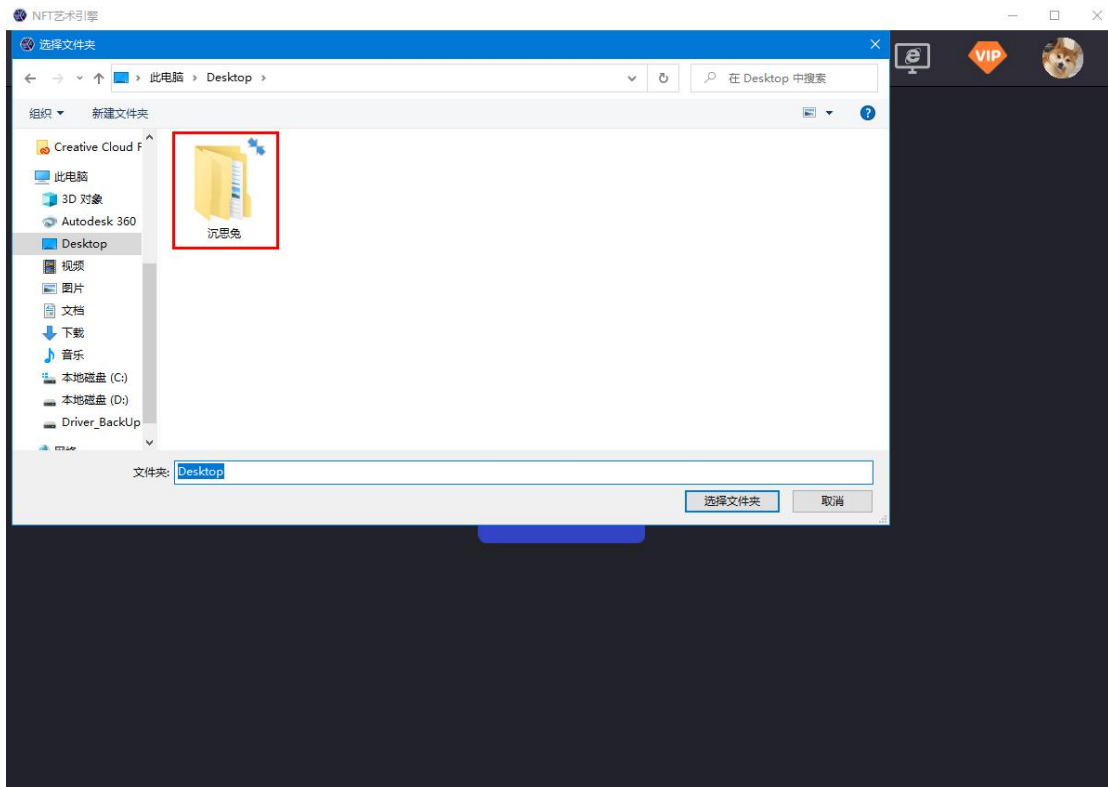 NFT艺术引擎
选择文件夹
VIP
此电脑 › Desktop ›
在 Desktop 中搜索
组织
新建文件夹
Creative Cloud F
此电脑
3D 对象
Autodesk 360
Desktop
视频
图片
文档
下载
音乐
本地磁盘 (C:)
本地磁盘 (D:)
Driver_BackUp
沉思兔
文件夹: Desktop
选择文件夹
取消